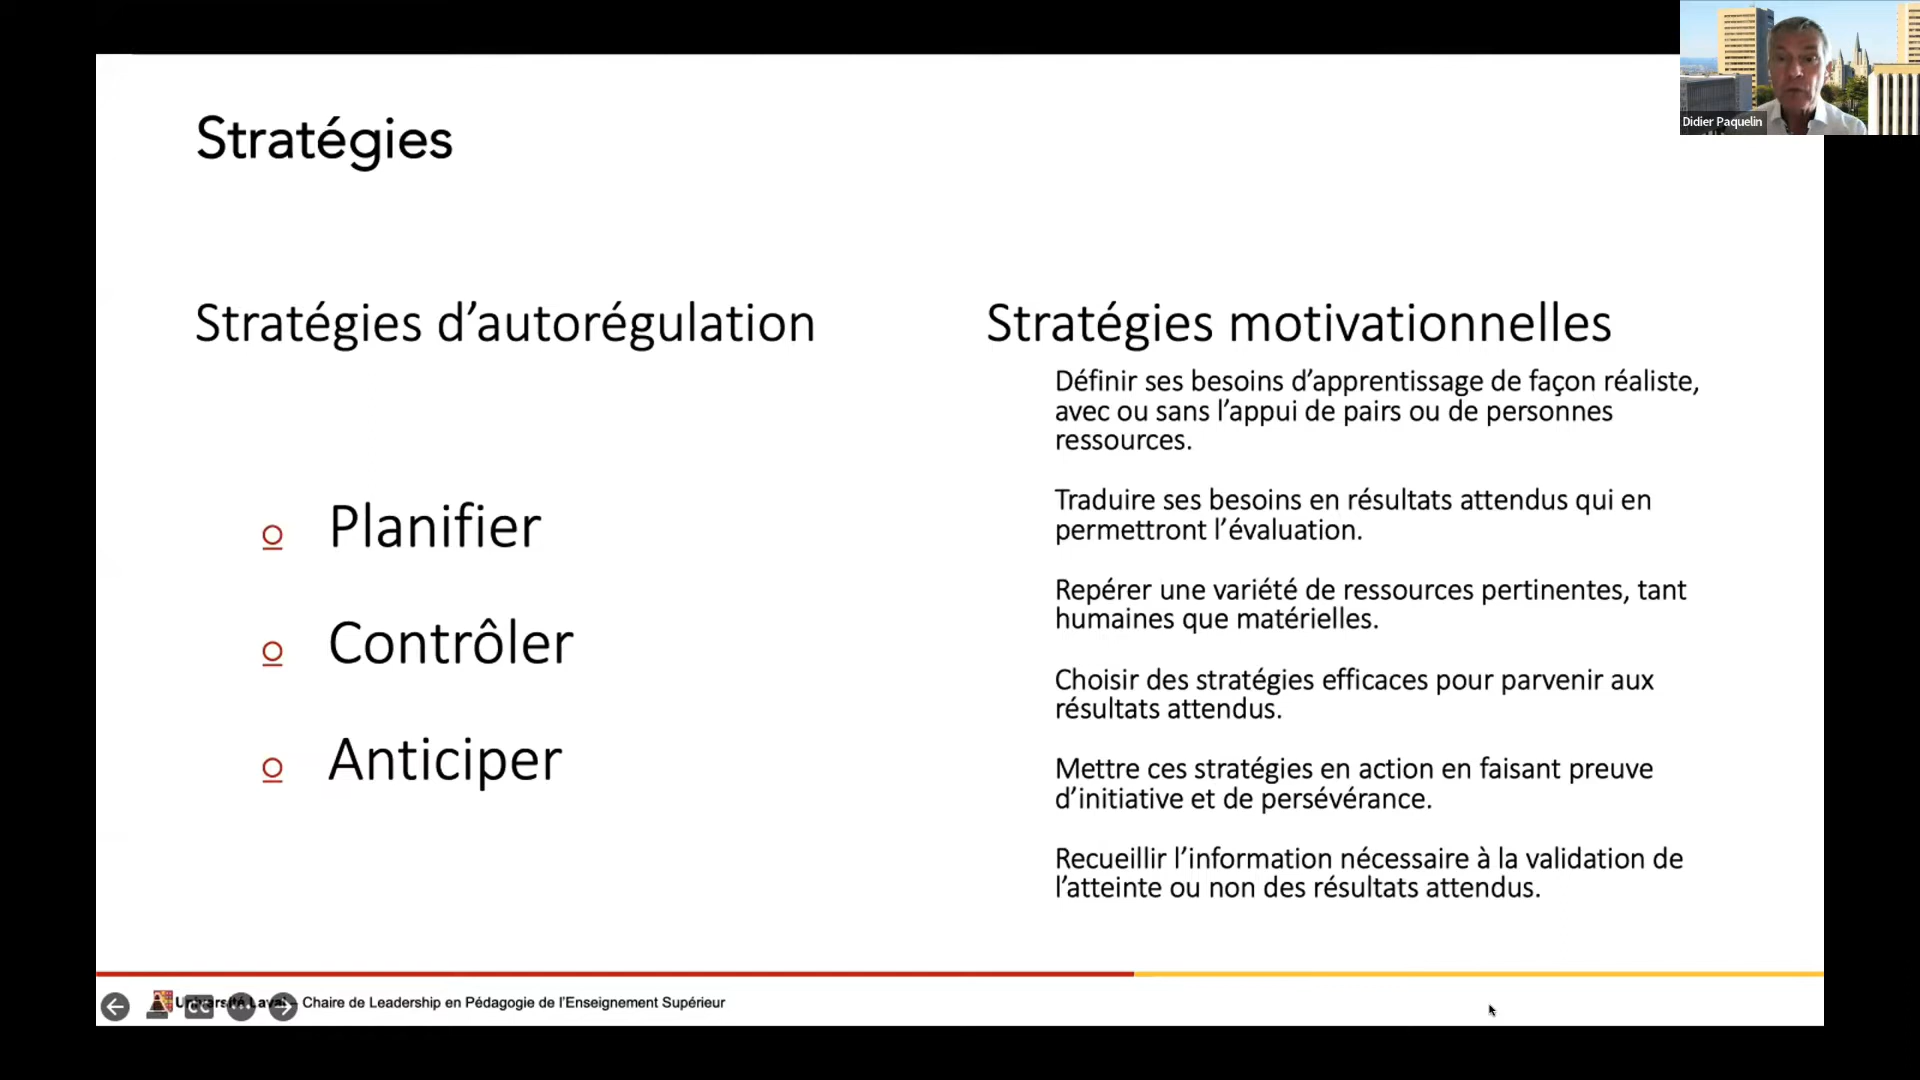 Didier Paquelin
Stratégies
Stratégies d’autorégulation
o Planifier
o Contrôler
o Anticiper
Stratégies motivationnelles
Définir ses besoins d’apprentissage de façon réaliste,
avec ou sans l’appui de pairs ou de personnes
ressources.
Traduire ses besoins en résultats attendus qui en
permettront l’évaluation.
Repérer une variété de ressources pertinentes, tant
humaines que matérielles.
Choisir des stratégies efficaces pour parvenir aux
résultats attendus.
Mettre ces stratégies en action en faisant preuve
d’initiative et de persévérance.
Recueillir l’information nécessaire à la validation de
l’atteinte ou non des résultats attendus.
Université Laval – Chaire de Leadership en Pédagogie de l’Enseignement Supérieur
CC